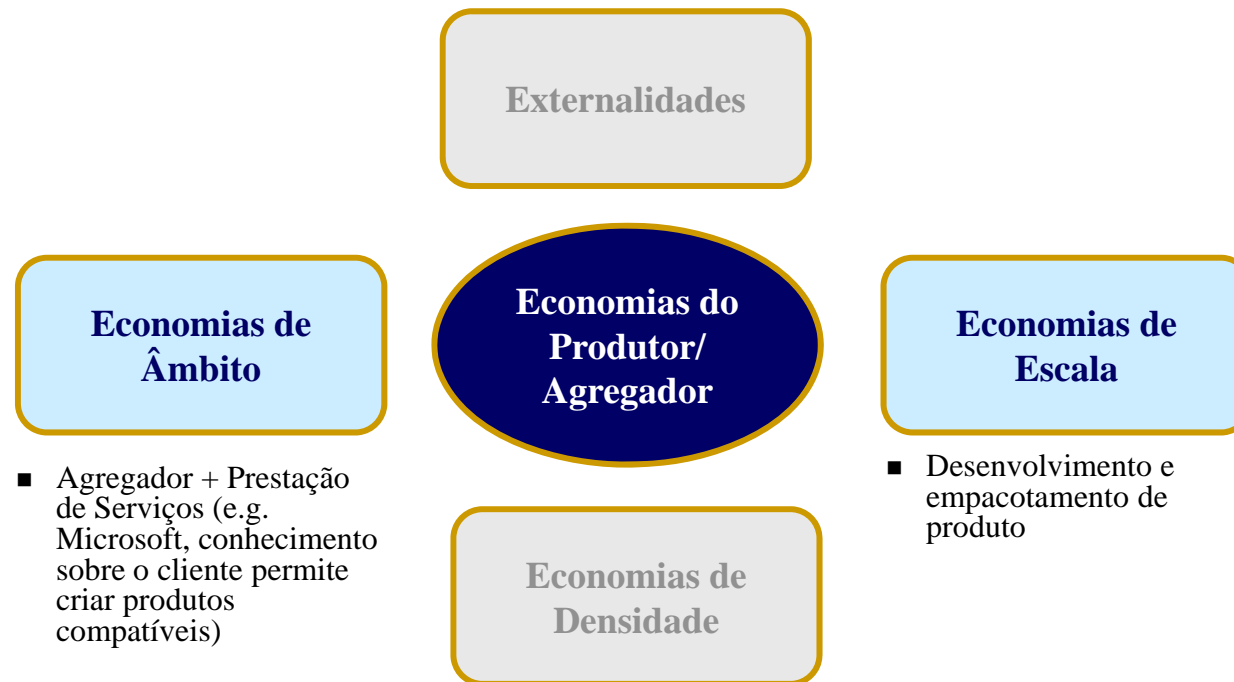 Externalidades
Economias do
Produtor/
Agregador
Economias de
Âmbito
■ Agregador + Prestação
de Serviços (e.g.
Microsoft, conhecimento
sobre o cliente permite
criar produtos
compatíveis)
Economias de
Escala
■ Desenvolvimento e
empacotamento de
produto
Economias de
Densidade